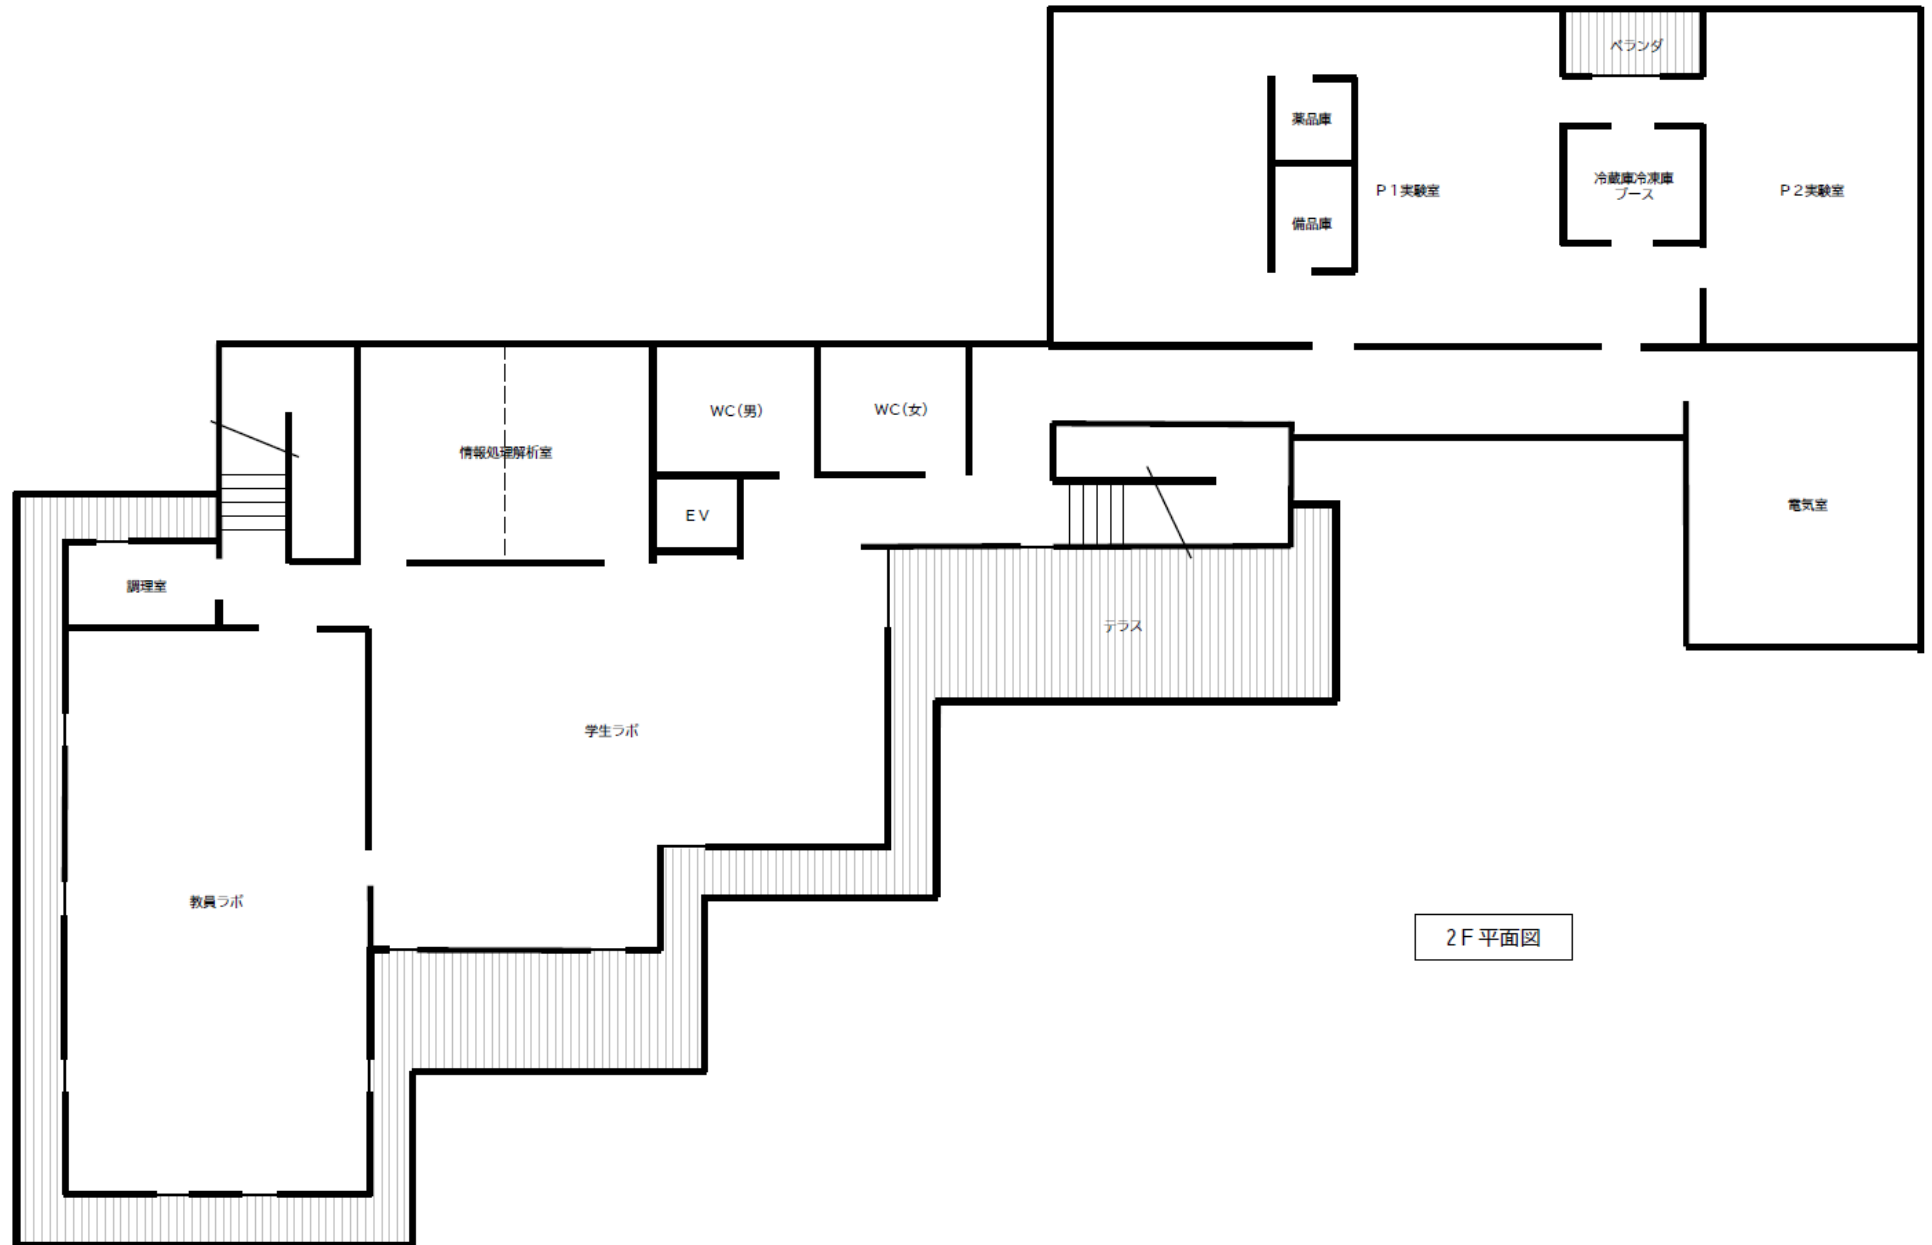 ベランダ
薬品庫
冷蔵庫冷凍庫
ブース
P1実験室
P2実験室
備品庫
WC(男)
WC(女)
情報処理解析室
EV
電気室
調理室
テラス
学生ラボ
教員ラボ
2F平面図